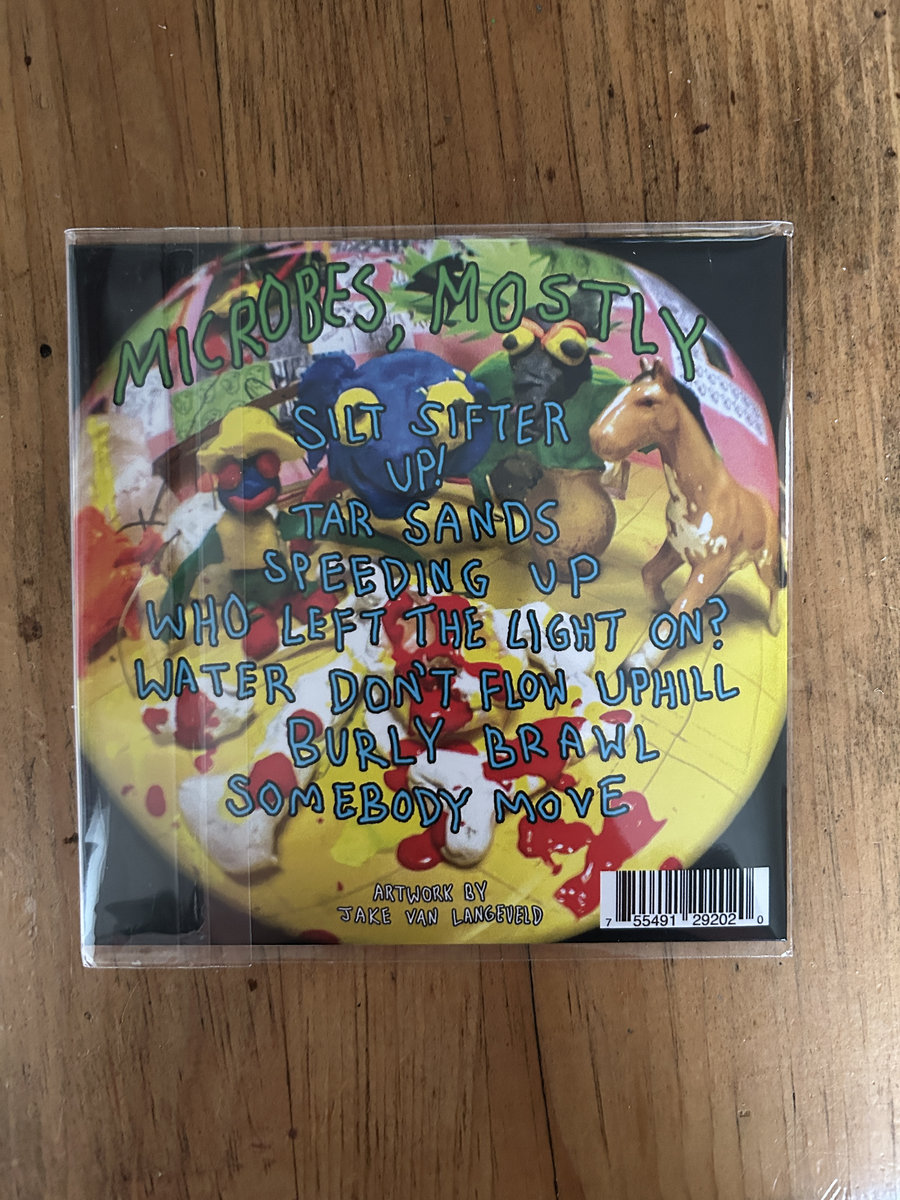 MICROBES, MOSTLY
SILT SIFTER
UP!
TAR SANDS
SPEEDING UP
WHO LEFT THE LIGHT ON?
WATER DON'T FLOW UPHILL
BURLY BRAWL
SOMEBODY MOVE
ARTWORK BY
JAKE VAN LANGEVELD
7 55491 29202 0